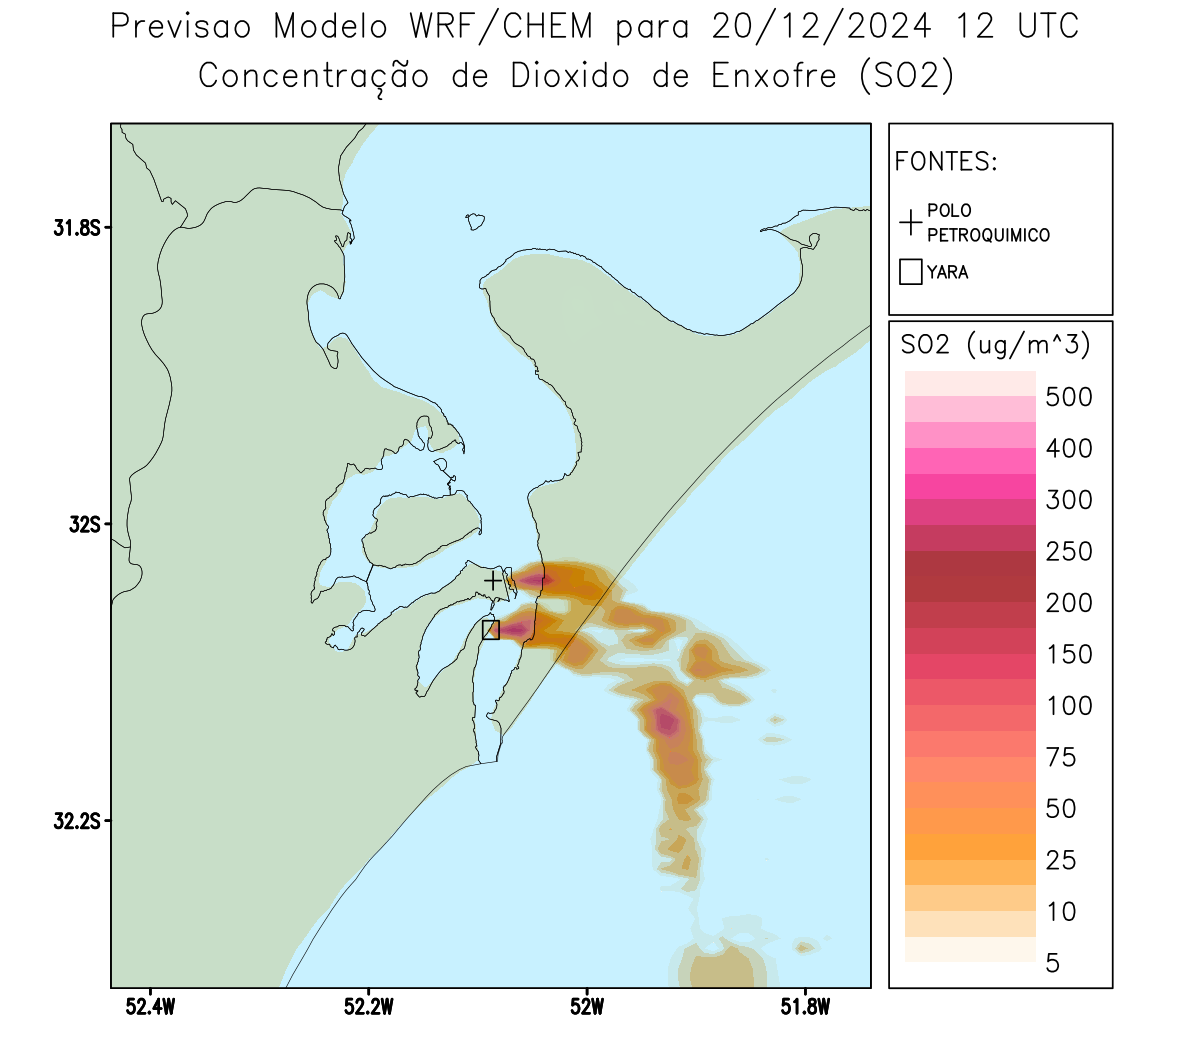 Previsao Modelo WRF/CHEM para 20/12/2024 12 UTC
Concentração de Dioxido de Enxofre (SO2)
FONTES:
POLO
PETROQUIMICO
YARA
31.8S
32S
32.2S
52.4W
52.2W
52W
51.8W
SO2 (ug/m^3)
500
400
300
250
200
150
100
75
50
25
10
5